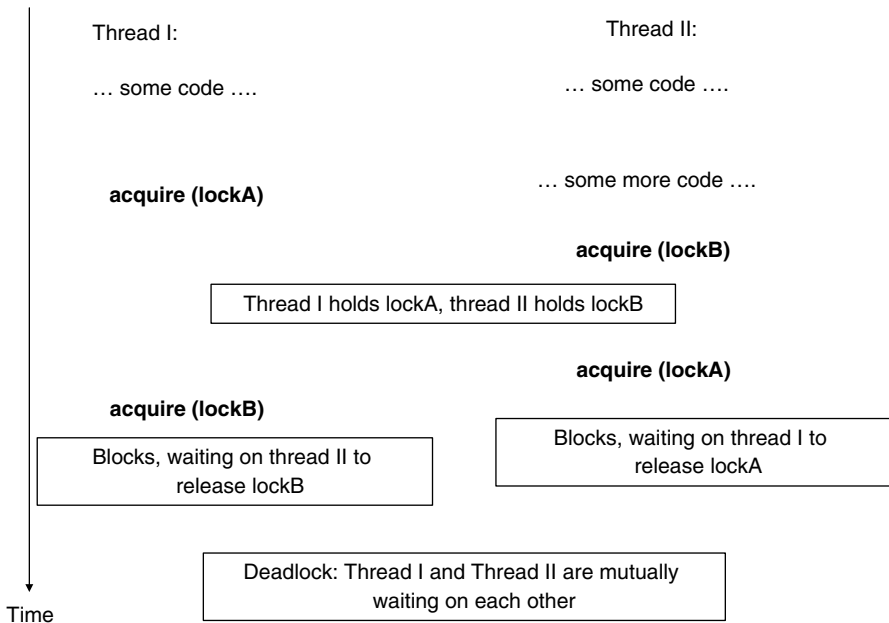 Thread I:
Thread II:
… some code ….
… some code ….
acquire (lockA)
… some more code ….
acquire (lockB)
Thread I holds lockA, thread II holds lockB
acquire (lockA)
acquire (lockB)
Blocks, waiting on thread I to
release lockA
Blocks, waiting on thread II to
release lockB
Deadlock: Thread I and Thread II are mutually
waiting on each other
Time